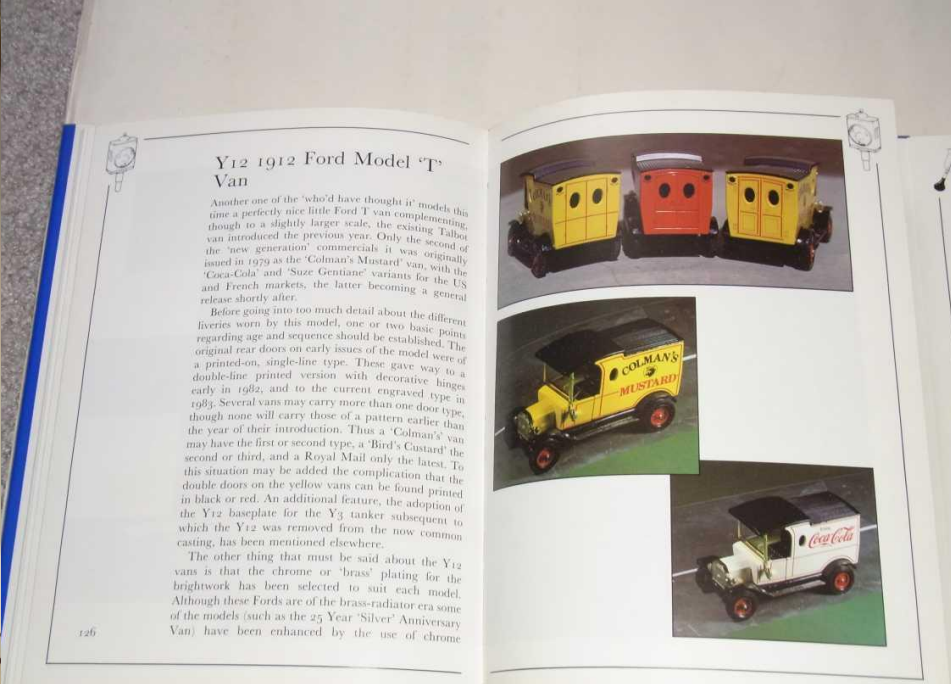 Y12 1912 Ford Model 'T'
Van
Another one of the 'who'd have thought it' models this
time a perfectly nice little Ford T van complementing,
though to a slightly larger scale, the existing Talbot
van introduced the previous year. Only the second of
the 'new generation' commercials it was originally
issued in 1979 as the 'Colman's Mustard' van, with the
'Coca-Cola' and 'Suze Gentiane' variants for the US
and French markets, the latter becoming a general
release shortly after.
Before going into too much detail about the different
liveries worn by this model, one or two basic points
regarding age and sequence should be established. The
original rear doors on early issues of the model were of
a printed-on, single-line type. These gave way to a
double-line printed version with decorative hinges
early in 1982, and to the current engraved type in
1983. Several vans may carry more than one door type,
though none will carry those of a pattern earlier than
the year of their introduction. Thus a 'Colman's' van
may have the first or second type, a 'Bird's Custard' the
second or third, and a Royal Mail only the latest. To
this situation may be added the complication that the
double doors on the yellow vans can be found printed
in black or red. An additional feature, the adoption of
the Y12 baseplate for the Y3 tanker subsequent to
which the Y12 was removed from the now common
casting, has been mentioned elsewhere.
The other thing that must be said about the Y12
vans is that the chrome or 'brass' plating for the
brightwork has been selected to suit each model.
Although these Fords are of the brass-radiator era some
of the models (such as the 25 Year 'Silver' Anniversary
Van) have been enhanced by the use of chrome
126
COLMAN'S
MUSTARD
Coca-Cola